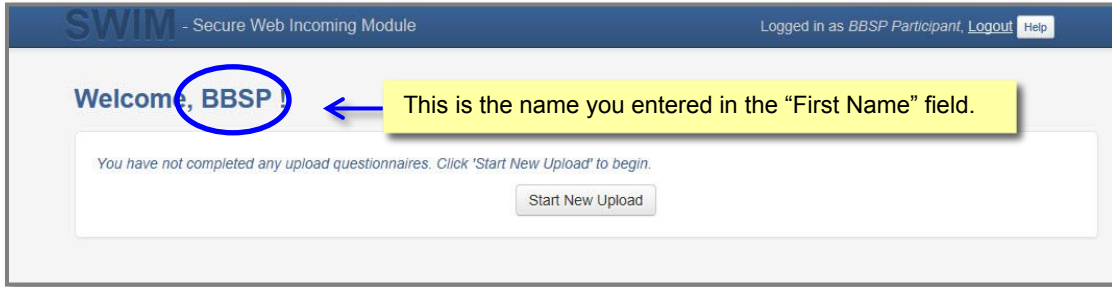 SWIM - Secure Web Incoming Module
Logged in as BBSP Participant, Logout Help
Welcome, BBSP !
This is the name you entered in the “First Name” field.
You have not completed any upload questionnaires. Click 'Start New Upload' to begin.
Start New Upload